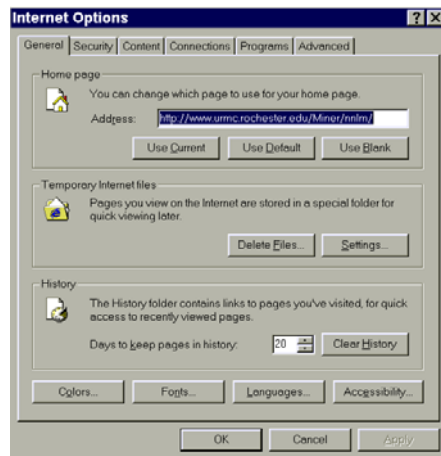 Internet Options
General Security Content Connections Programs Advanced
Home page
You can change which page to use for your home page.
Address: http://www.urmc.rochester.edu/Miner/nnlm/
Use Current Use Default Use Blank
Temporary Internet files
Pages you view on the Internet are stored in a special folder for
quick viewing later.
Delete Files... Settings...
History
The History folder contains links to pages you've visited, for quick
access to recently viewed pages.
Days to keep pages in history: 20 Clear History
Colors... Fonts... Languages... Accessibility...
OK Cancel Apply